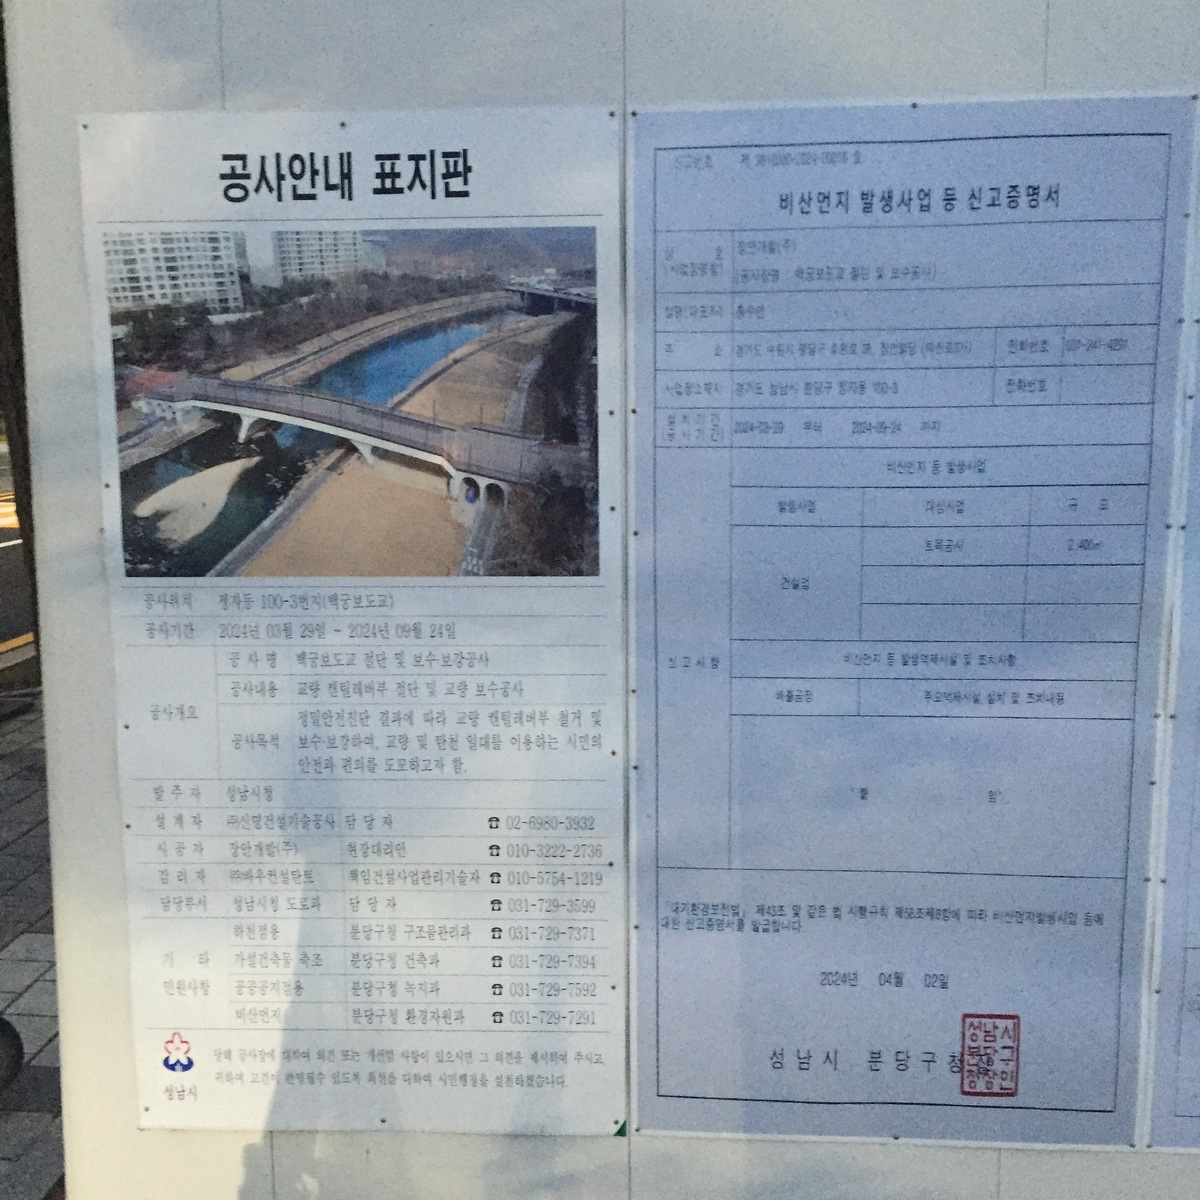 공사안내 표지판
공사위치 정자동 100-3번지(백궁보도교)
공사기간 2024년 03월 29일 ~ 2024년 09월 24일
공사개요
공 사 명 백궁보도교 절단 및 보수·보강공사
공사내용 교량 캔틸레버부 절단 및 교량 보수공사
공사목적 정밀안전진단 결과에 따라 교량 캔틸레버부 철거 및
보수·보강하여, 교량 및 탄천 일대를 이용하는 시민의
안전과 편의를 도모하고자 함.
발 주 자 성남시청
설 계 자 ㈜신명건설기술공사 담 당 자 ☎ 02-6980-3932
시 공 자 장안개발(주) 현장대리인 ☎ 010-3222-2736
감 리 자 ㈜바우컨설탄트 책임건설사업관리기술자 ☎ 010-5754-1219
담당부서 성남시청 도로과 담 당 자 ☎ 031-729-3599
기 타
민원사항
하천점용 분당구청 구조물관리과 ☎ 031-729-7371
가설건축물 축조 분당구청 건축과 ☎ 031-729-7394
공공공지점용 분당구청 녹지과 ☎ 031-729-7592
비산먼지 분당구청 환경자원과 ☎ 031-729-7291
당해 공사장에 대하여 의견 또는 개선할 사항이 있으시면 그 의견을 제시하여 주시고,
귀하여 고견이 반영될수 있도록 최선을 다하여 시민행정을 실천하겠습니다.
성남시
신고번호 제 호
비산먼지 발생사업 등 신고증명서
상 호
(사업장명칭)
장안개발(주)
(공사장명 백궁보도교 절단 및 보수공사)
성명(대표자)
주 소 경기도 수원시 팔달구 전화번호 031-241-4291
사업장소재지 경기도 성남시 분당구 정자동 100-3 전화번호
설치기간
(공사기간)
2024-03-29 부터 2024-09-24 까지
신고사항
비산먼지 등 발생사업
발생사업 대상사업 규 모
건설업 토목공사 2,400㎡
비산먼지 등 발생억제시설 및 조치사항
배출공정 주요억제시설 설치 및 조치내용
'붙 임'
「대기환경보전법」 제43조 및 같은 법 시행규칙 제58조제8항에 따라 비산먼지발생사업 등에
대한 신고증명서를 발급합니다.
2024년 04월 02일
성 남 시 분 당 구 청 장
성남시
분당구
청장인